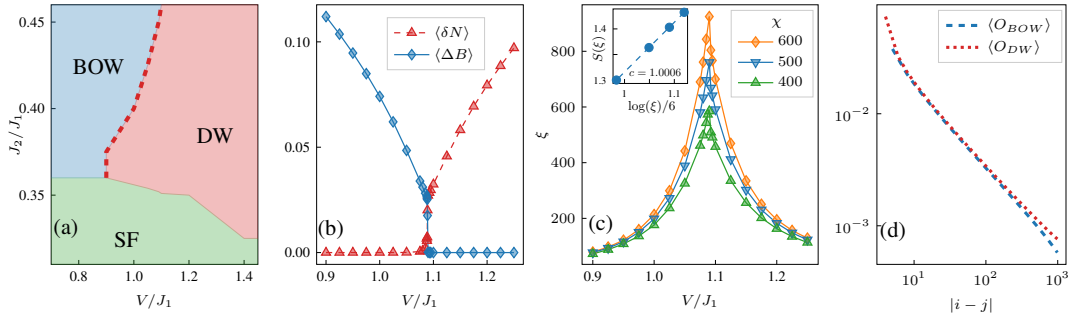 0.45
0.40
0.35
J₂/J₁
BOW
DW
SF
(a)
0.8 1.0 1.2 1.4
V/J₁
0.10
0.05
0.00
⟨δN⟩
⟨ΔB⟩
(b)
0.9 1.0 1.1 1.2
V/J₁
800
600
400
200
ξ
1.4
1.3
S(ξ)
c = 1.0006
1 1.1
log(ξ)/6
χ
600
500
400
(c)
0.9 1.0 1.1 1.2
V/J₁
⟨O_BOW⟩
⟨O_DW⟩
10⁻²
10⁻³
(d)
10¹ 10² 10³
|i − j|